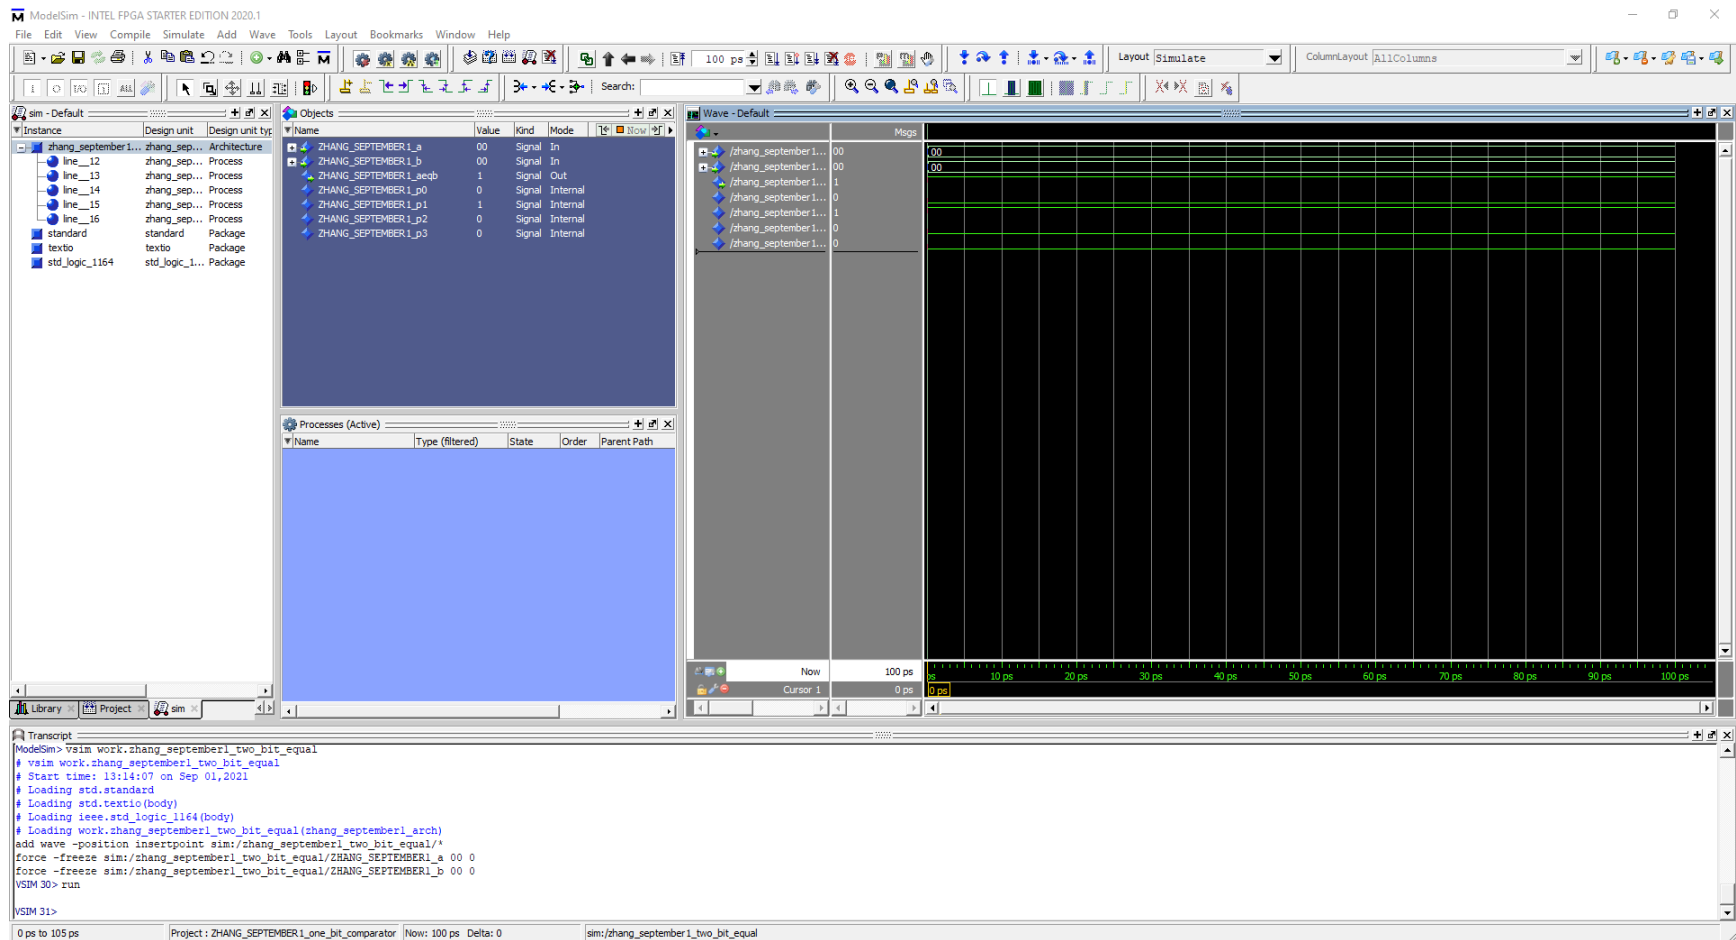 ModelSim - INTEL FPGA STARTER EDITION 2020.1
File Edit View Compile Simulate Add Wave Tools Layout Bookmarks Window Help
100 ps
Layout Simulate
ColumnLayout AllColumns
Search:
sim - Default
Instance Design unit Design unit typ
zhang_september1... zhang_sep... Architecture
line__12 zhang_sep... Process
line__13 zhang_sep... Process
line__14 zhang_sep... Process
line__15 zhang_sep... Process
line__16 zhang_sep... Process
standard standard Package
textio textio Package
std_logic_1164 std_logic_1... Package
Library Project sim
Objects
Name Value Kind Mode Now
ZHANG_SEPTEMBER1_a 00 Signal In
ZHANG_SEPTEMBER1_b 00 Signal In
ZHANG_SEPTEMBER1_aeqb 1 Signal Out
ZHANG_SEPTEMBER1_p0 0 Signal Internal
ZHANG_SEPTEMBER1_p1 1 Signal Internal
ZHANG_SEPTEMBER1_p2 0 Signal Internal
ZHANG_SEPTEMBER1_p3 0 Signal Internal
Processes (Active)
Name Type (filtered) State Order Parent Path
Wave - Default
Msgs
/zhang_september1... 00 00
/zhang_september1... 00 00
/zhang_september1... 1
/zhang_september1... 0
/zhang_september1... 1
/zhang_september1... 0
/zhang_september1... 0
Now 100 ps
ps 10 ps 20 ps 30 ps 40 ps 50 ps 60 ps 70 ps 80 ps 90 ps 100 ps
Cursor 1 0 ps 0 ps
Transcript
ModelSim> vsim work.zhang_september1_two_bit_equal
# vsim work.zhang_september1_two_bit_equal
# Start time: 13:14:07 on Sep 01,2021
# Loading std.standard
# Loading std.textio(body)
# Loading ieee.std_logic_1164(body)
# Loading work.zhang_september1_two_bit_equal(zhang_september1_arch)
add wave -position insertpoint sim:/zhang_september1_two_bit_equal/*
force -freeze sim:/zhang_september1_two_bit_equal/ZHANG_SEPTEMBER1_a 00 0
force -freeze sim:/zhang_september1_two_bit_equal/ZHANG_SEPTEMBER1_b 00 0
VSIM 30> run
VSIM 31>
0 ps to 105 ps Project : ZHANG_SEPTEMBER1_one_bit_comparator Now: 100 ps Delta: 0 sim:/zhang_september1_two_bit_equal